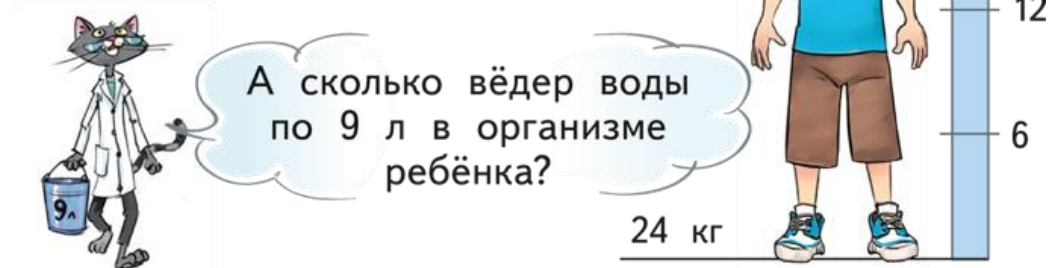 12
А сколько вёдер воды
по 9 л в организме
ребёнка?
6
9л
24 кг